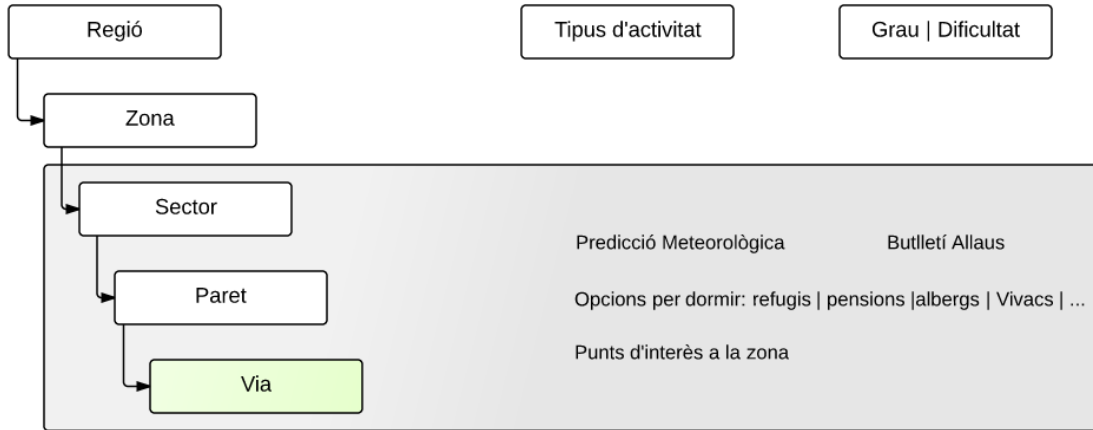 Regió
Tipus d'activitat
Grau | Dificultat
Zona
Sector
Predicció Meteorològica
Butlletí Allaus
Paret
Opcions per dormir: refugis | pensions |albergs | Vivacs | ...
Punts d'interès a la zona
Via